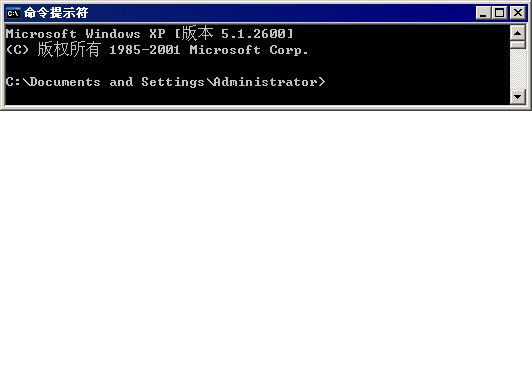 命令提示符
Microsoft Windows XP [版本 5.1.2600]
(C) 版权所有 1985-2001 Microsoft Corp.
C:\Documents and Settings\Administrator>